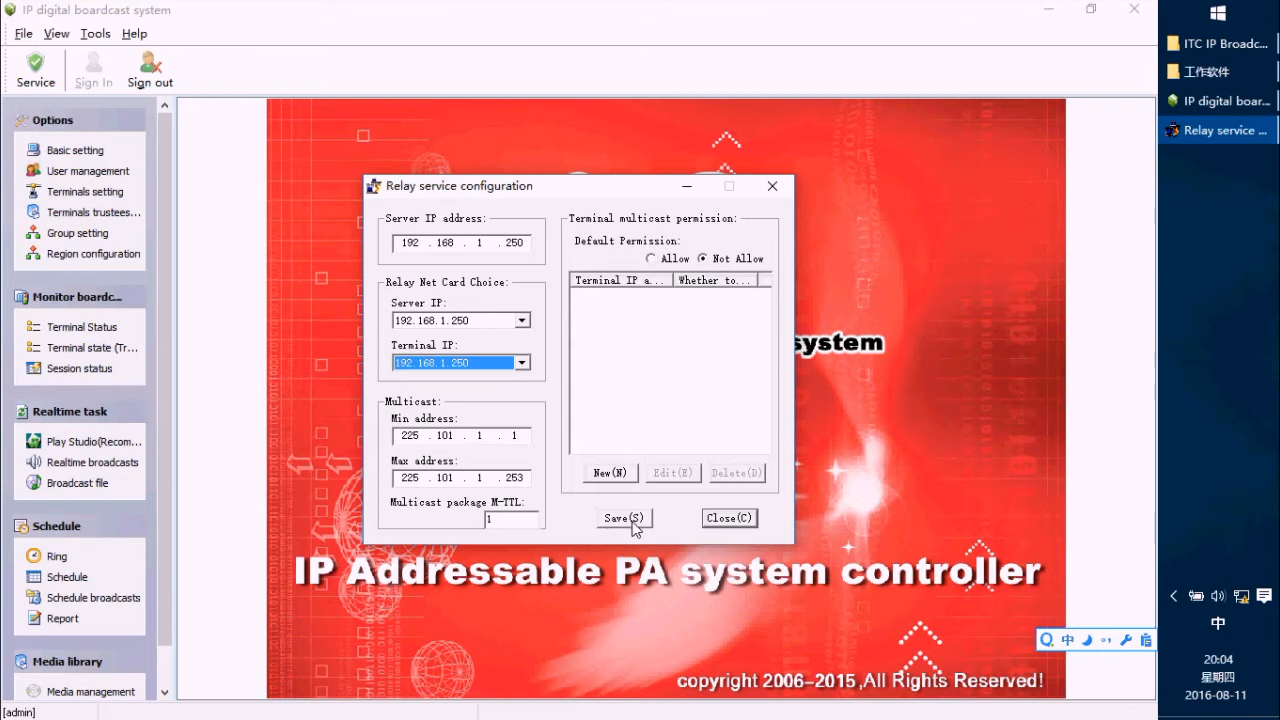 IP digital boardcast system
File View Tools Help
Service Sign In Sign out
Options
Basic setting
User management
Terminals setting
Terminals trustees...
Group setting
Region configuration
Monitor boardc...
Terminal Status
Terminal state (Tr...
Session status
Realtime task
Play Studio(Recom...
Realtime broadcasts
Broadcast file
Schedule
Ring
Schedule
Schedule broadcasts
Report
Media library
Media management
[admin]
Relay service configuration
Server IP address:
192 . 168 . 1 . 250
Relay Net Card Choice:
Server IP:
192.168.1.250
Terminal IP:
192.168.1.250
Multicast:
Min address:
225 . 101 . 1 . 1
Max address:
225 . 101 . 1 . 253
Multicast package M-TTL:
1
Terminal multicast permission:
Default Permission:
Allow Not Allow
Terminal IP a... Whether to...
New(N) Edit(E) Delete(D)
Save(S) Close(C)
system
IP Addressable PA system controller
copyright 2006-2015,All Rights Reserved!
ITC IP Broadc...
工作软件
IP digital boar...
Relay service ...
中
中
20:04
星期四
2016-08-11